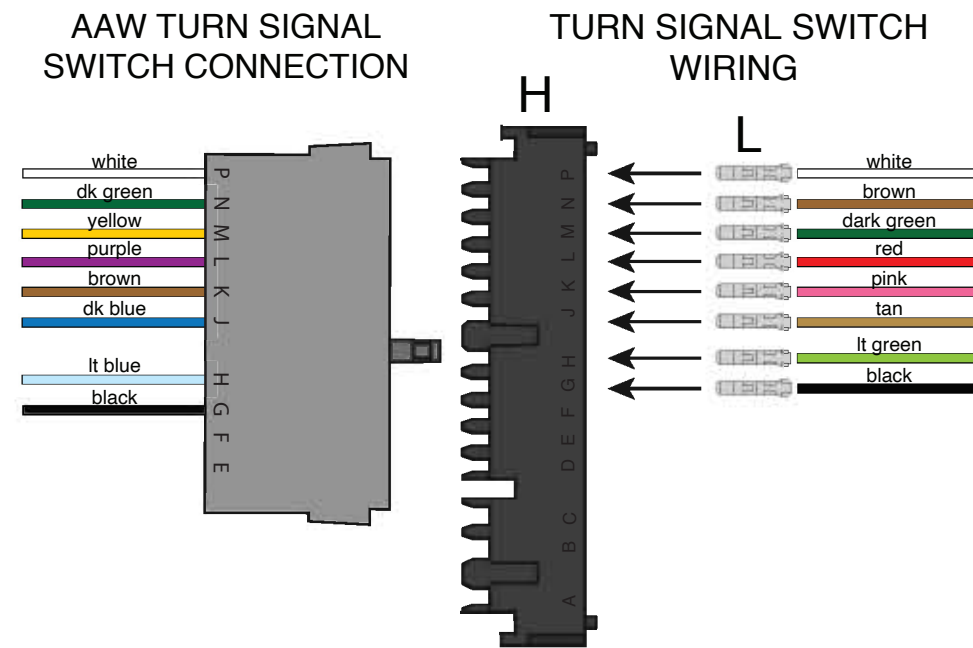 AAW TURN SIGNAL
SWITCH CONNECTION
TURN SIGNAL SWITCH
WIRING
H
L
white
dk green
yellow
purple
brown
dk blue
lt blue
black
P
N
M
L
K
J
H
G
F
E
P
N
M
L
K
J
H
G
F
E
D
C
B
A
white
brown
dark green
red
pink
tan
lt green
black